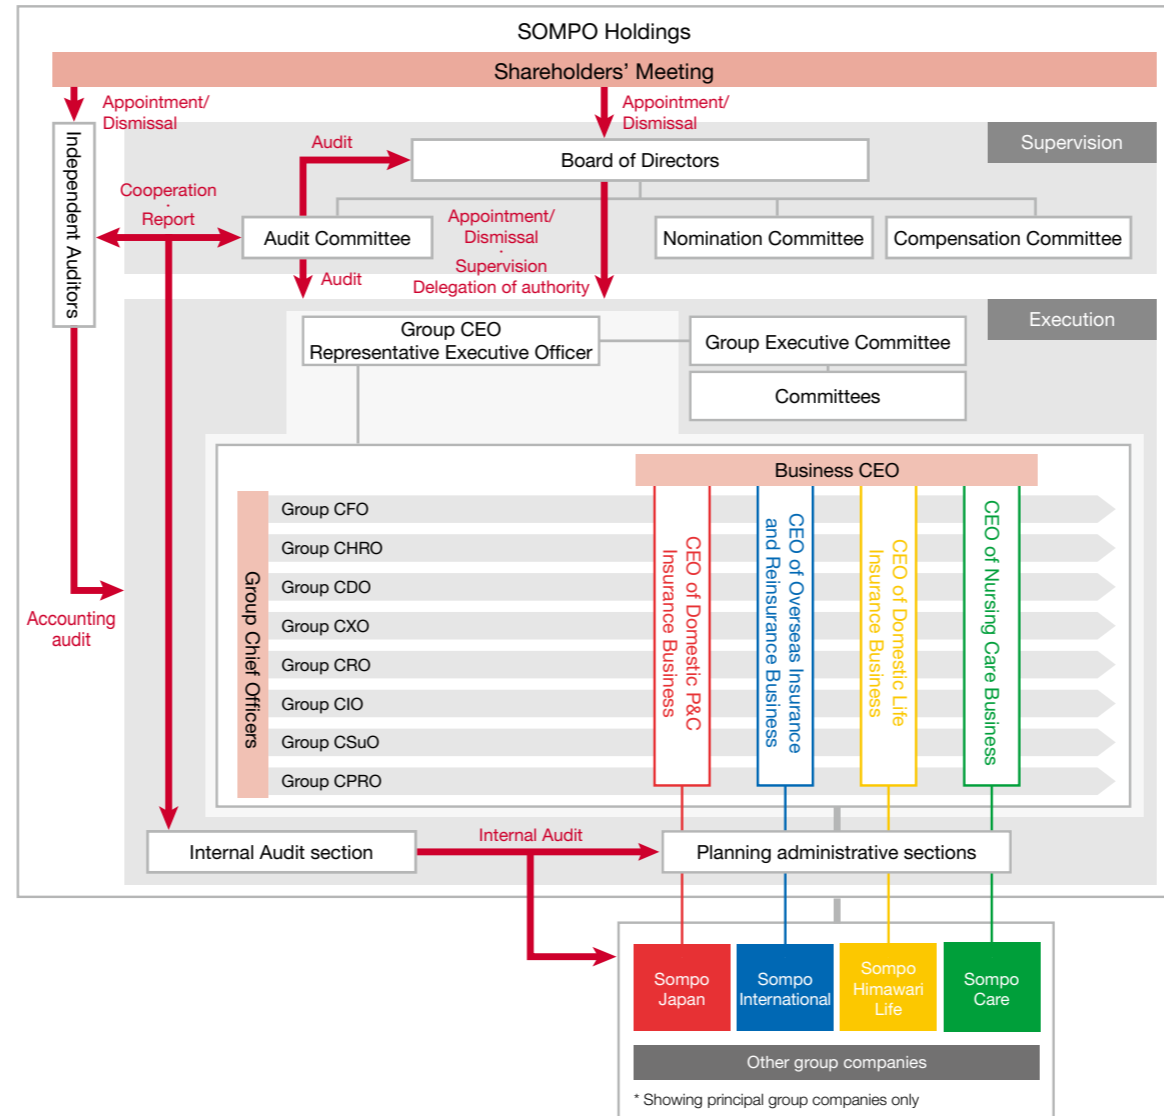 SOMPO Holdings
Shareholders' Meeting
Appointment/
Dismissal
Appointment/
Dismissal
Independent Auditors
Supervision
Audit
Board of Directors
Cooperation
·
Report
Audit Committee
Appointment/
Dismissal
·
Supervision
Delegation of authority
Nomination Committee
Compensation Committee
Audit
Execution
Group CEO
Representative Executive Officer
Group Executive Committee
Committees
Business CEO
Group Chief Officers
Group CFO
Group CHRO
Group CDO
Group CXO
Group CRO
Group CIO
Group CSuO
Group CPRO
CEO of Domestic P&C
Insurance Business
CEO of Overseas Insurance
and Reinsurance Business
CEO of Domestic Life
Insurance Business
CEO of Nursing Care Business
Accounting
audit
Internal Audit section
Internal Audit
Planning administrative sections
Sompo
Japan
Sompo
International
Sompo
Himawari
Life
Sompo
Care
Other group companies
* Showing principal group companies only